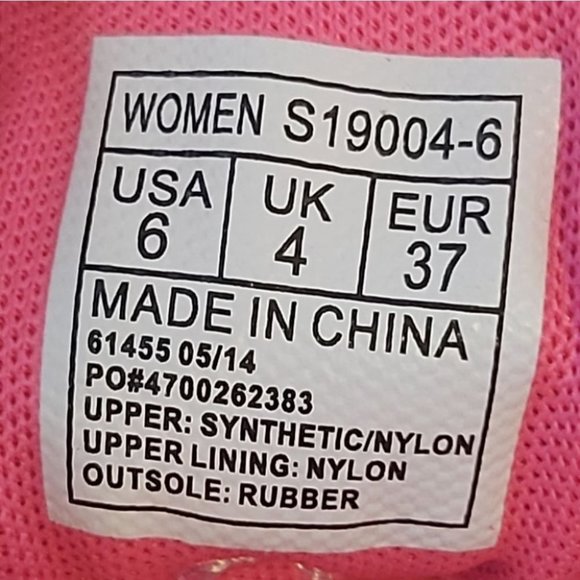 WOMEN S19004-6
USA UK EUR
6 4 37
MADE IN CHINA
61455 05/14
PO#4700262383
UPPER: SYNTHETIC/NYLON
UPPER LINING: NYLON
OUTSOLE: RUBBER